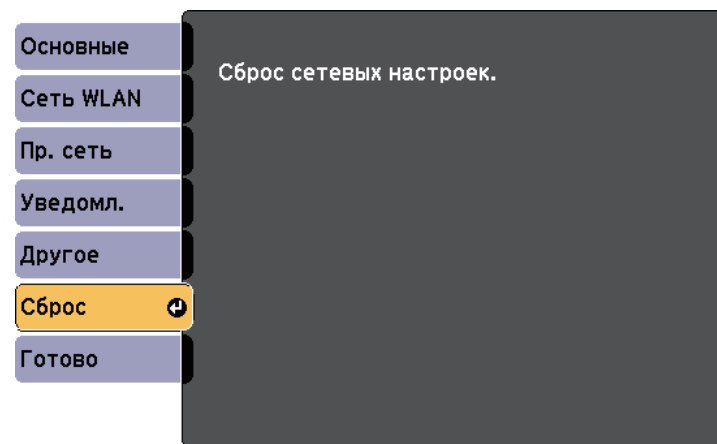 Основные
Сеть WLAN
Пр. сеть
Уведомл.
Другое
Сброс
Готово
Сброс сетевых настроек.